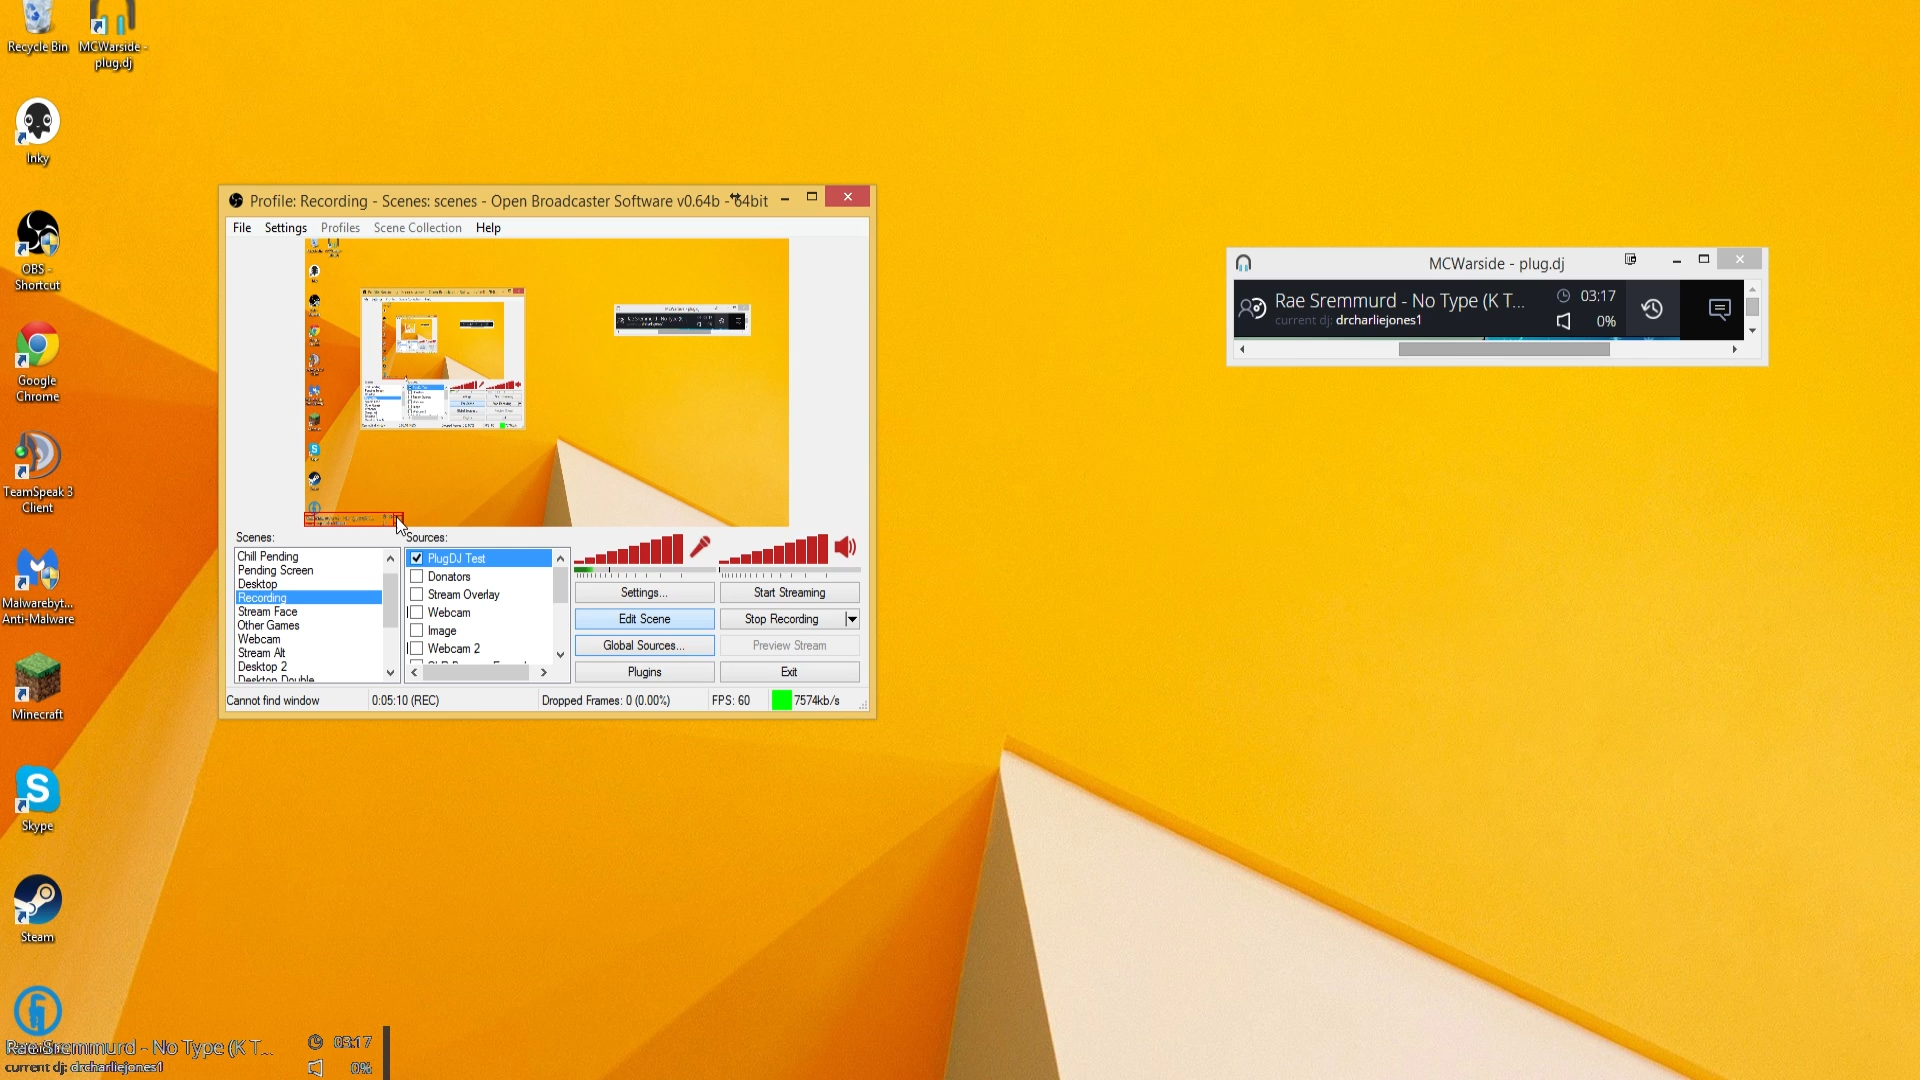 Recycle Bin
MCWarside -
plug.dj
Inky
OBS -
Shortcut
Google
Chrome
TeamSpeak 3
Client
Malwarebyt...
Anti-Malware
Minecraft
Skype
Steam
Profile: Recording - Scenes: scenes - Open Broadcaster Software v0.64b - 64bit
File Settings Profiles Scene Collection Help
Scenes:
Chill Pending
Pending Screen
Desktop
Recording
Stream Face
Other Games
Webcam
Stream Alt
Desktop 2
Desktop Double
Sources:
PlugDJ Test
Donators
Stream Overlay
Webcam
Image
Webcam 2
Settings... Start Streaming
Edit Scene Stop Recording
Global Sources... Preview Stream
Plugins Exit
Cannot find window 0:05:10 (REC) Dropped Frames: 0 (0.00%) FPS: 60 7574kb/s
MCWarside - plug.dj
Rae Sremmurd - No Type (K T... 03:17
current dj: drcharliejones1 0%
Rae Sremmurd - No Type (K T... 03:17
current dj: drcharliejones1 0%